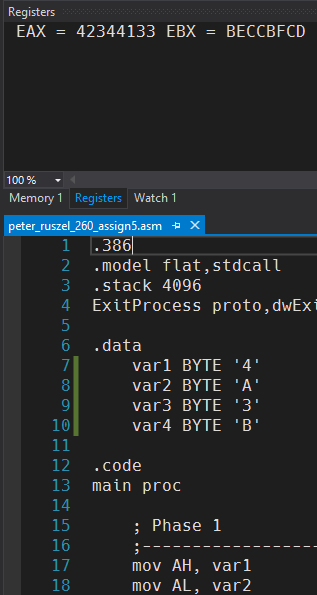 Registers
EAX = 42344133 EBX = BECCBFCD
100 %
Memory 1 Registers Watch 1
peter_ruszel_260_assign5.asm
1 .386
2 .model flat,stdcall
3 .stack 4096
4 ExitProcess proto,dwExi
5
6 .data
7 var1 BYTE '4'
8 var2 BYTE 'A'
9 var3 BYTE '3'
10 var4 BYTE 'B'
11
12 .code
13 main proc
14
15 ; Phase 1
16 ;-------------------
17 mov AH, var1
18 mov AL, var2